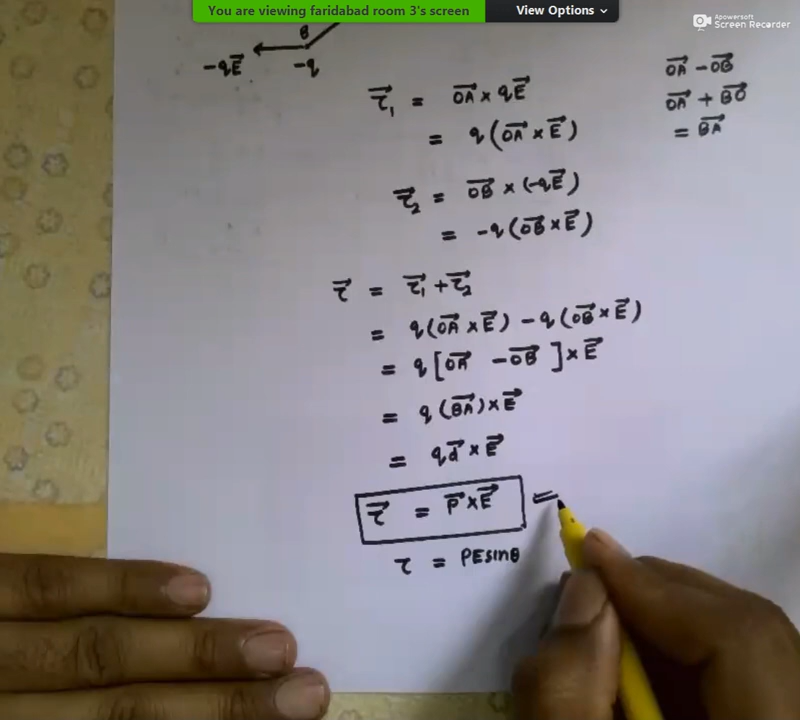 You are viewing faridabad room 3's screen View Options
Apowersoft
Screen Recorder
B
-qE⃗ -q
τ⃗₁ = OA⃗ × qE⃗
= q(OA⃗ × E⃗)
OA⃗ - OB⃗
OA⃗ + BO⃗
= BA⃗
τ⃗₂ = OB⃗ × (-qE⃗)
= -q(OB⃗ × E⃗)
τ⃗ = τ⃗₁ + τ⃗₂
= q(OA⃗ × E⃗) - q(OB⃗ × E⃗)
= q[OA⃗ - OB⃗] × E⃗
= q(BA⃗) × E⃗
= qd⃗ × E⃗
τ⃗ = P⃗ × E⃗ =
τ = PEsinθ